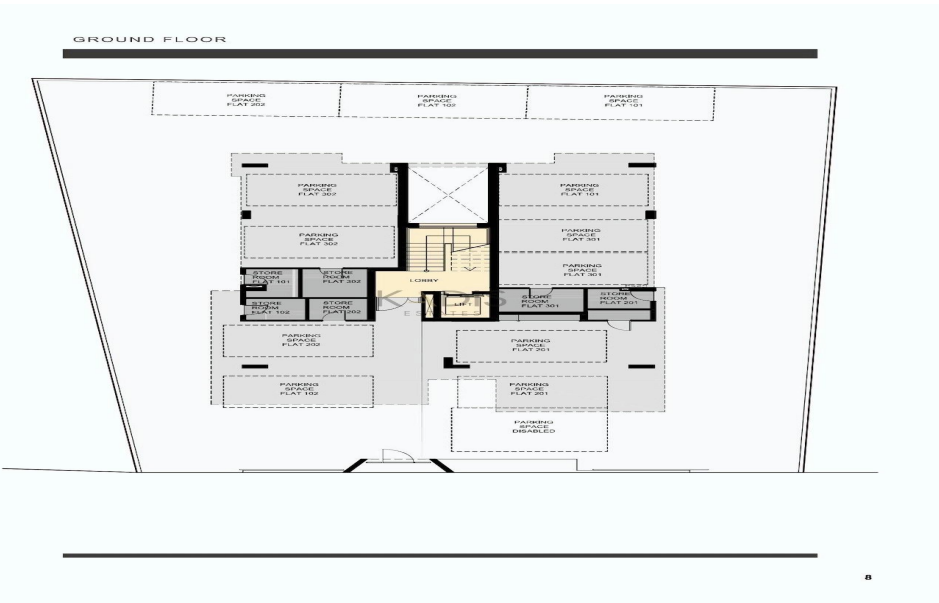 GROUND FLOOR
PARKING
SPACE
FLAT 202
PARKING
SPACE
FLAT 102
PARKING
SPACE
FLAT 101
PARKING
SPACE
FLAT 302
PARKING
SPACE
FLAT 101
PARKING
SPACE
FLAT 302
PARKING
SPACE
FLAT 301
PARKING
SPACE
FLAT 301
STORE
ROOM
FLAT 101
STORE
ROOM
FLAT 302
LOBBY
STORE
ROOM
FLAT 102
STORE
ROOM
FLAT 202
LIFT
ESTATES
STORE
ROOM
FLAT 301
STORE
ROOM
FLAT 201
PARKING
SPACE
FLAT 202
PARKING
SPACE
FLAT 201
PARKING
SPACE
FLAT 102
PARKING
SPACE
FLAT 201
PARKING
SPACE
DISABLED
8